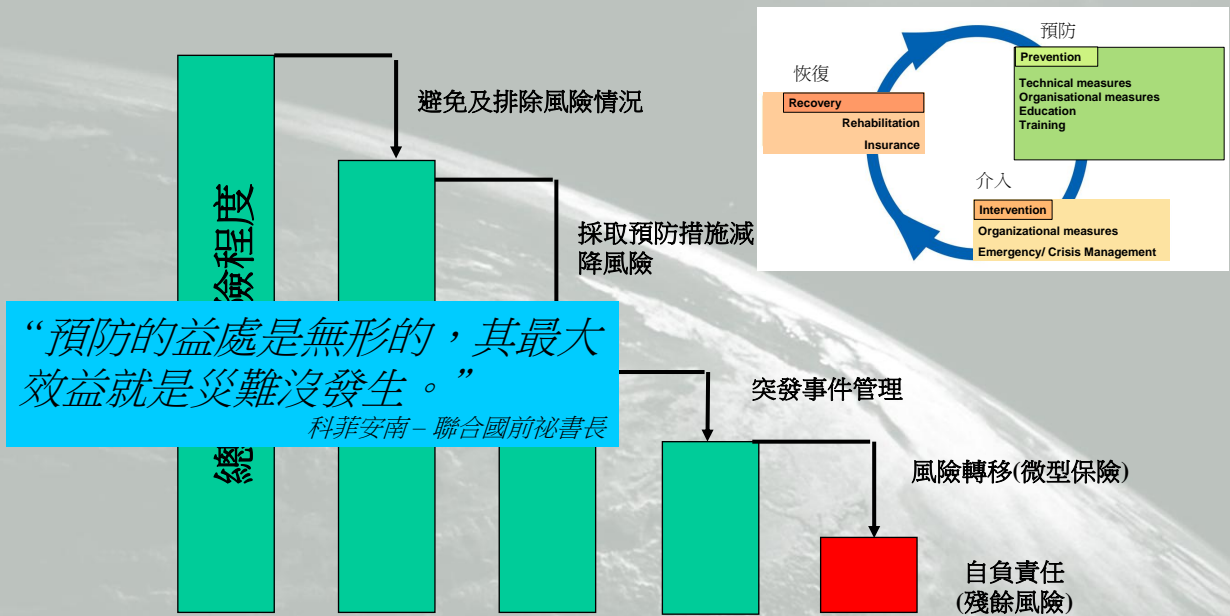 避免及排除風險情況
採取預防措施減
降風險
總
險程度
“預防的益處是無形的，其最大
效益就是災難沒發生。”
科菲安南 – 聯合國前祕書長
突發事件管理
風險轉移(微型保險)
自負責任
(殘餘風險)
預防
Prevention
Technical measures
Organisational measures
Education
Training
恢復
Recovery
Rehabilitation
Insurance
介入
Intervention
Organizational measures
Emergency/ Crisis Management